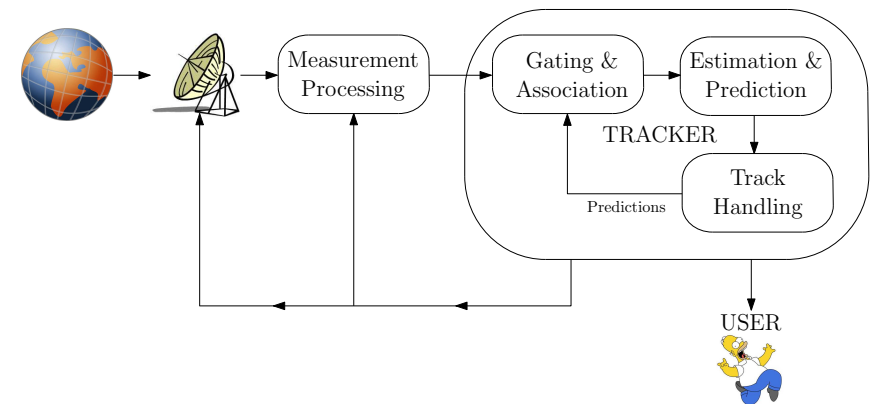 Measurement
Processing
Gating &
Association
Estimation &
Prediction
TRACKER
Track
Handling
Predictions
USER